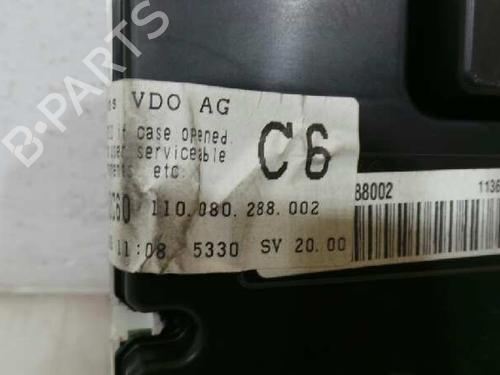 VDO AG
if case opened.
serviceable
etc.
C6
110.080.288.002
11:08 5330 SV 20.00
88002
1136
B-PARTS